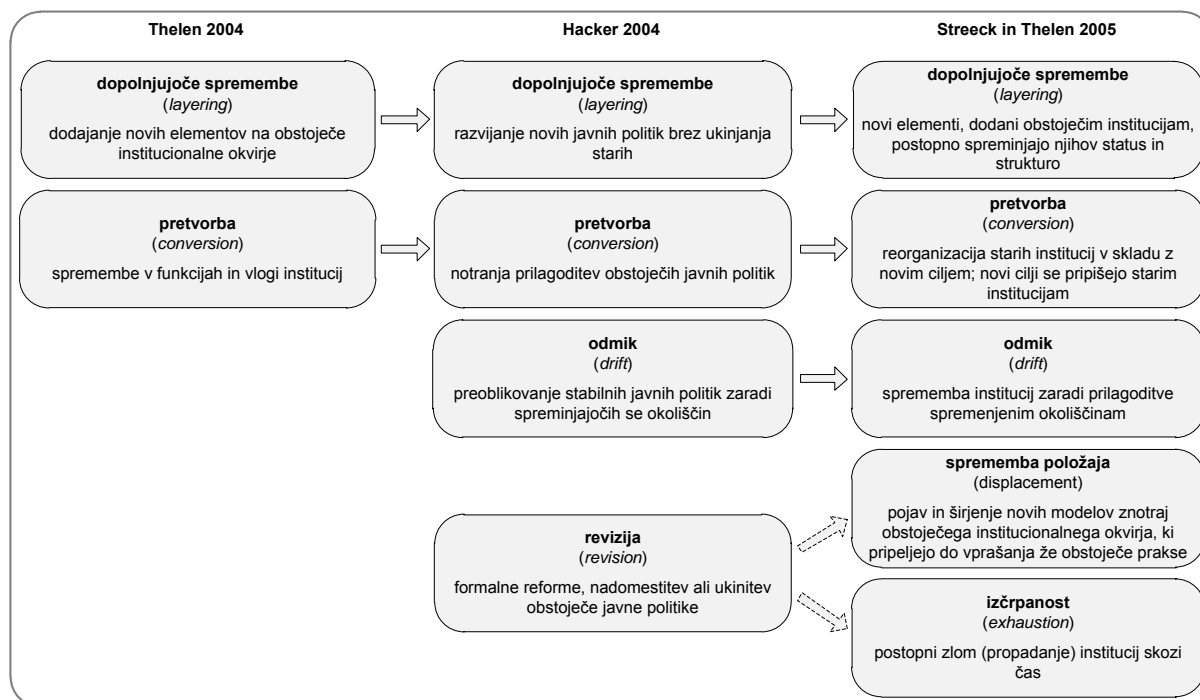 Thelen 2004
Hacker 2004
Streeck in Thelen 2005
dopolnjujoče spremembe
(layering)
dodajanje novih elementov na obstoječe
institucionalne okvirje
dopolnjujoče spremembe
(layering)
razvijanje novih javnih politik brez ukinjanja
starih
dopolnjujoče spremembe
(layering)
novi elementi, dodani obstoječim institucijam,
postopno spreminjajo njihov status in
strukturo
pretvorba
(conversion)
spremembe v funkcijah in vlogi institucij
pretvorba
(conversion)
notranja prilagoditev obstoječih javnih politik
pretvorba
(conversion)
reorganizacija starih institucij v skladu z
novim ciljem; novi cilji se pripišejo starim
institucijam
odmik
(drift)
preoblikovanje stabilnih javnih politik zaradi
spreminjajočih se okoliščin
odmik
(drift)
sprememba institucij zaradi prilagoditve
spremenjenim okoliščinam
revizija
(revision)
formalne reforme, nadomestitev ali ukinitev
obstoječe javne politike
sprememba položaja
(displacement)
pojav in širjenje novih modelov znotraj
obstoječega institucionalnega okvirja, ki
pripeljejo do vprašanja že obstoječe prakse
izčrpanost
(exhaustion)
postopni zlom (propadanje) institucij skozi
čas